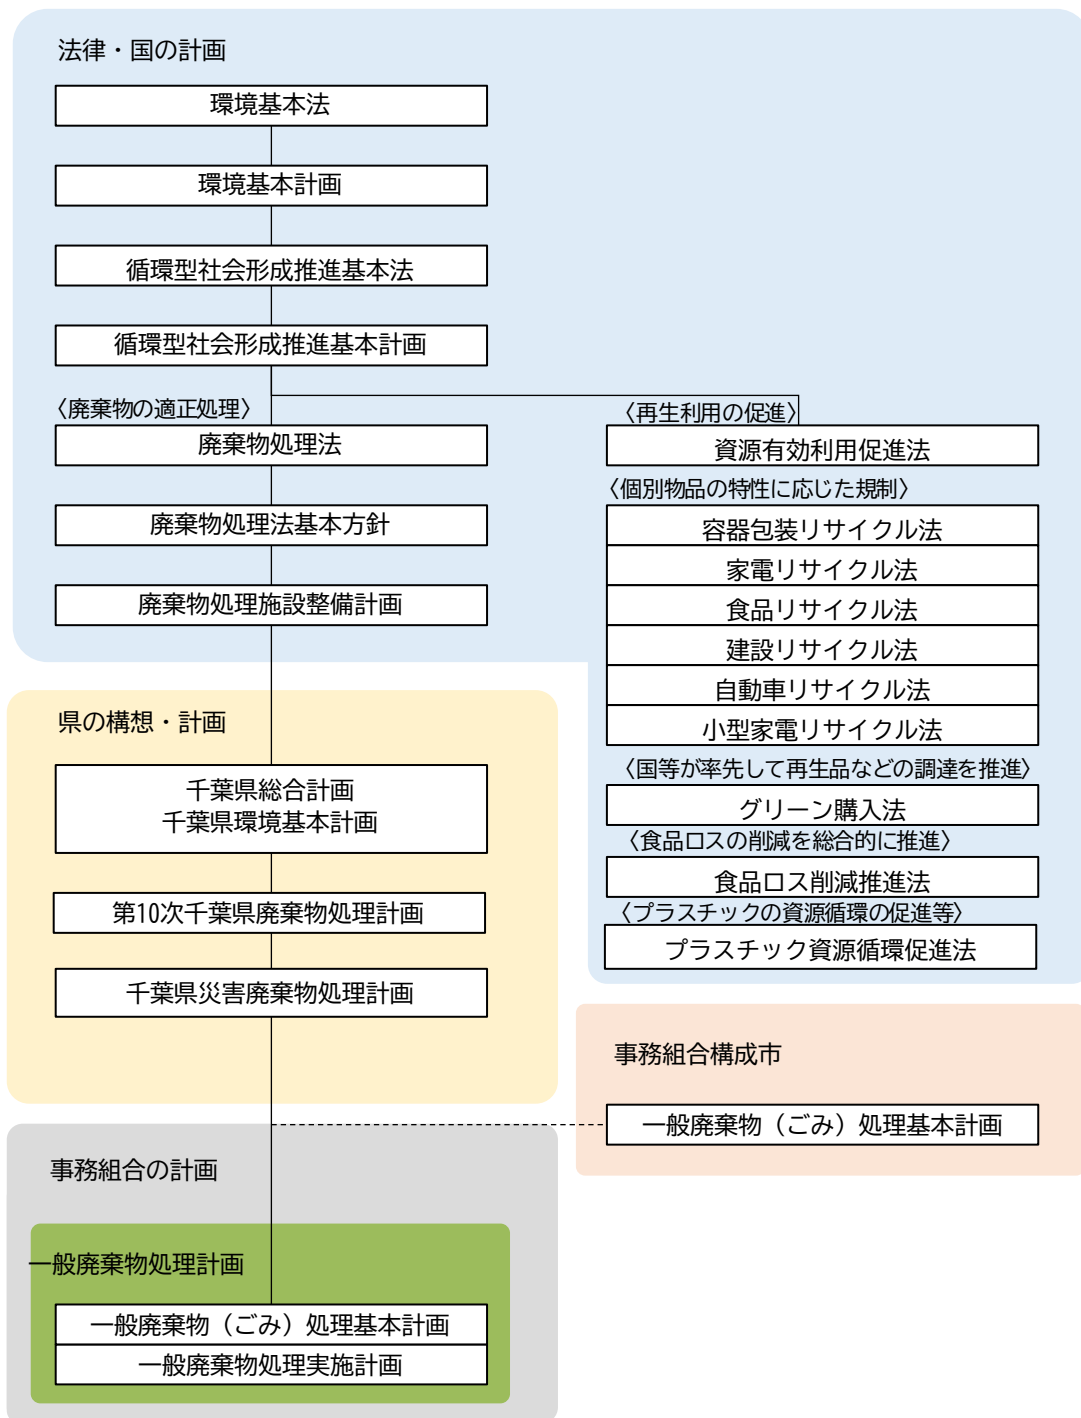 法律・国の計画
環境基本法
環境基本計画
循環型社会形成推進基本法
循環型社会形成推進基本計画
〈廃棄物の適正処理〉
廃棄物処理法
廃棄物処理法基本方針
廃棄物処理施設整備計画
〈再生利用の促進〉
資源有効利用促進法
〈個別物品の特性に応じた規制〉
容器包装リサイクル法
家電リサイクル法
食品リサイクル法
建設リサイクル法
自動車リサイクル法
小型家電リサイクル法
〈国等が率先して再生品などの調達を推進〉
グリーン購入法
〈食品ロスの削減を総合的に推進〉
食品ロス削減推進法
〈プラスチックの資源循環の促進等〉
プラスチック資源循環促進法
県の構想・計画
千葉県総合計画
千葉県環境基本計画
第10次千葉県廃棄物処理計画
千葉県災害廃棄物処理計画
事務組合構成市
一般廃棄物（ごみ）処理基本計画
事務組合の計画
一般廃棄物処理計画
一般廃棄物（ごみ）処理基本計画
一般廃棄物処理実施計画